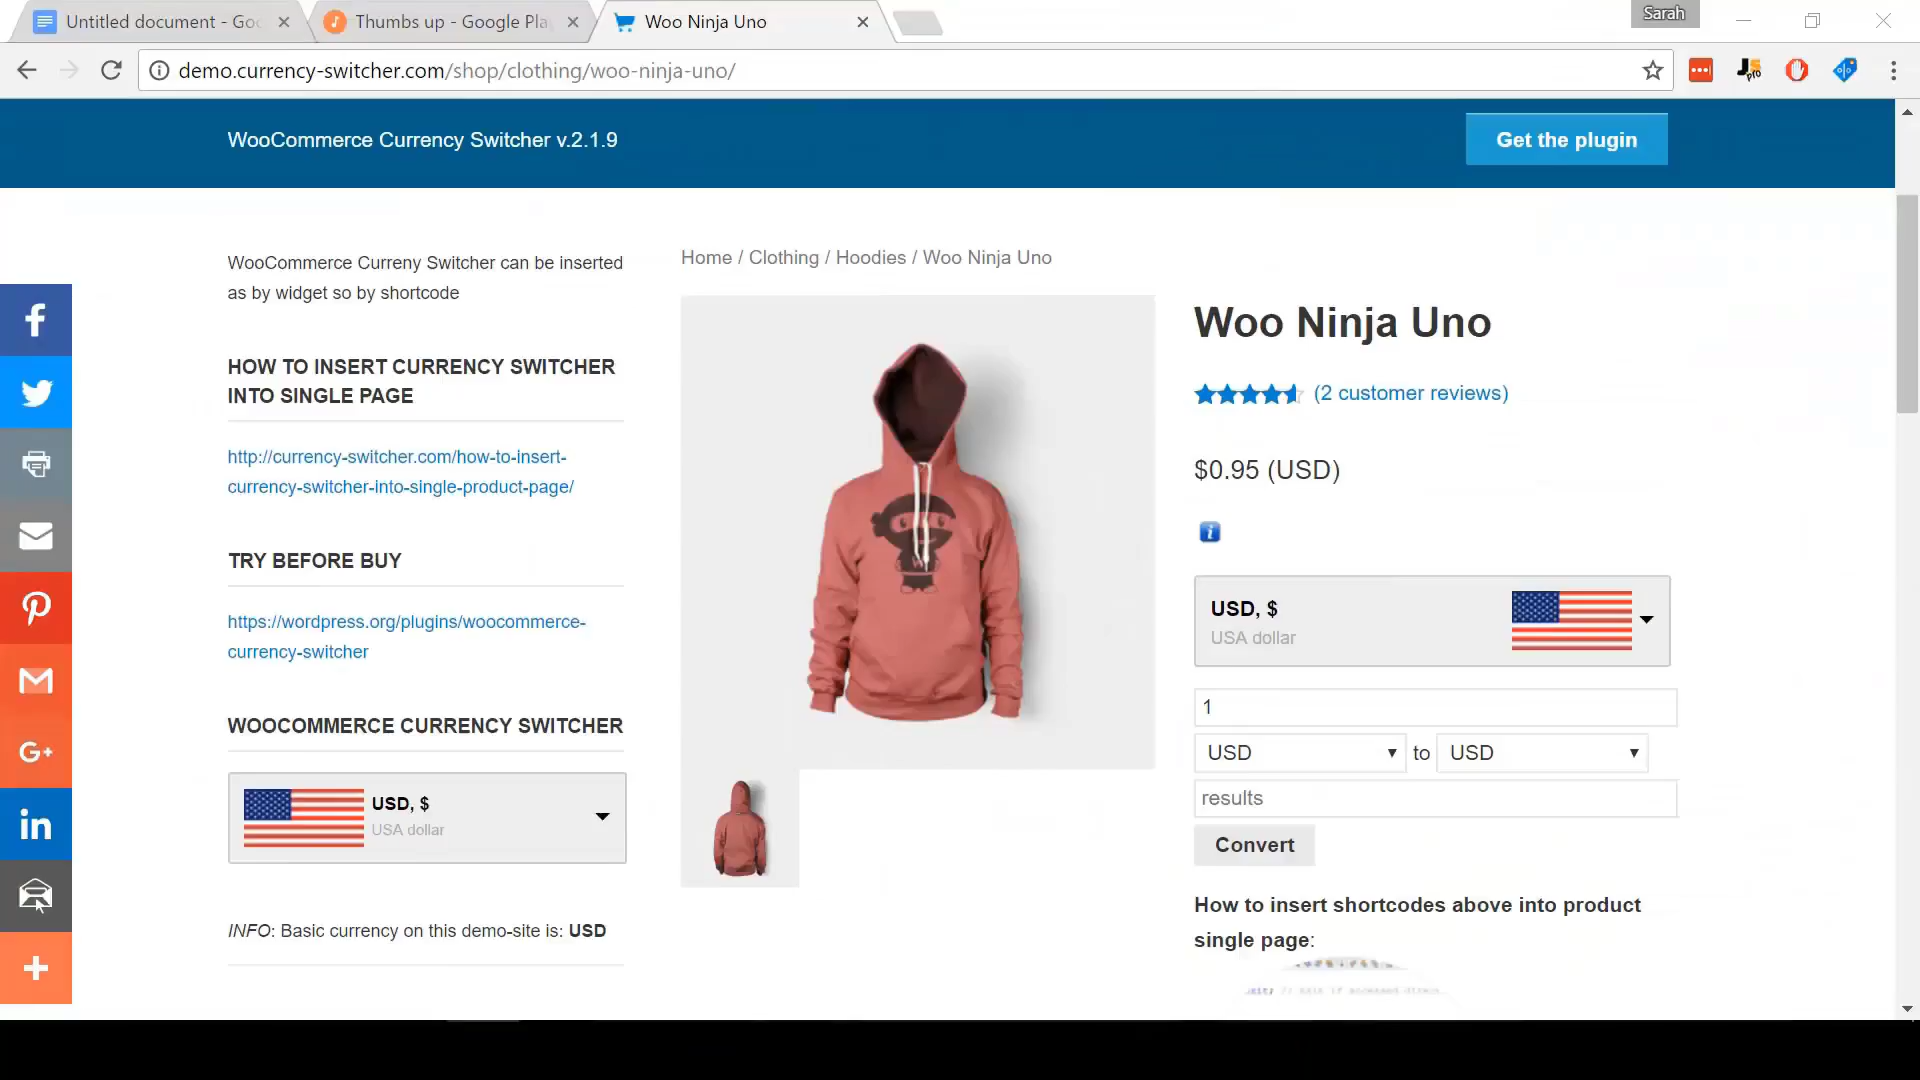 Untitled document - Goo
Thumbs up - Google Pla
Woo Ninja Uno
Sarah
demo.currency-switcher.com/shop/clothing/woo-ninja-uno/
WooCommerce Currency Switcher v.2.1.9
Get the plugin
WooCommerce Curreny Switcher can be inserted
as by widget so by shortcode
HOW TO INSERT CURRENCY SWITCHER
INTO SINGLE PAGE
http://currency-switcher.com/how-to-insert-
currency-switcher-into-single-product-page/
TRY BEFORE BUY
https://wordpress.org/plugins/woocommerce-
currency-switcher
WOOCOMMERCE CURRENCY SWITCHER
USD, $
USA dollar
INFO: Basic currency on this demo-site is: USD
Home / Clothing / Hoodies / Woo Ninja Uno
Woo Ninja Uno
(2 customer reviews)
$0.95 (USD)
USD, $
USA dollar
1
USD to USD
results
Convert
How to insert shortcodes above into product
single page: